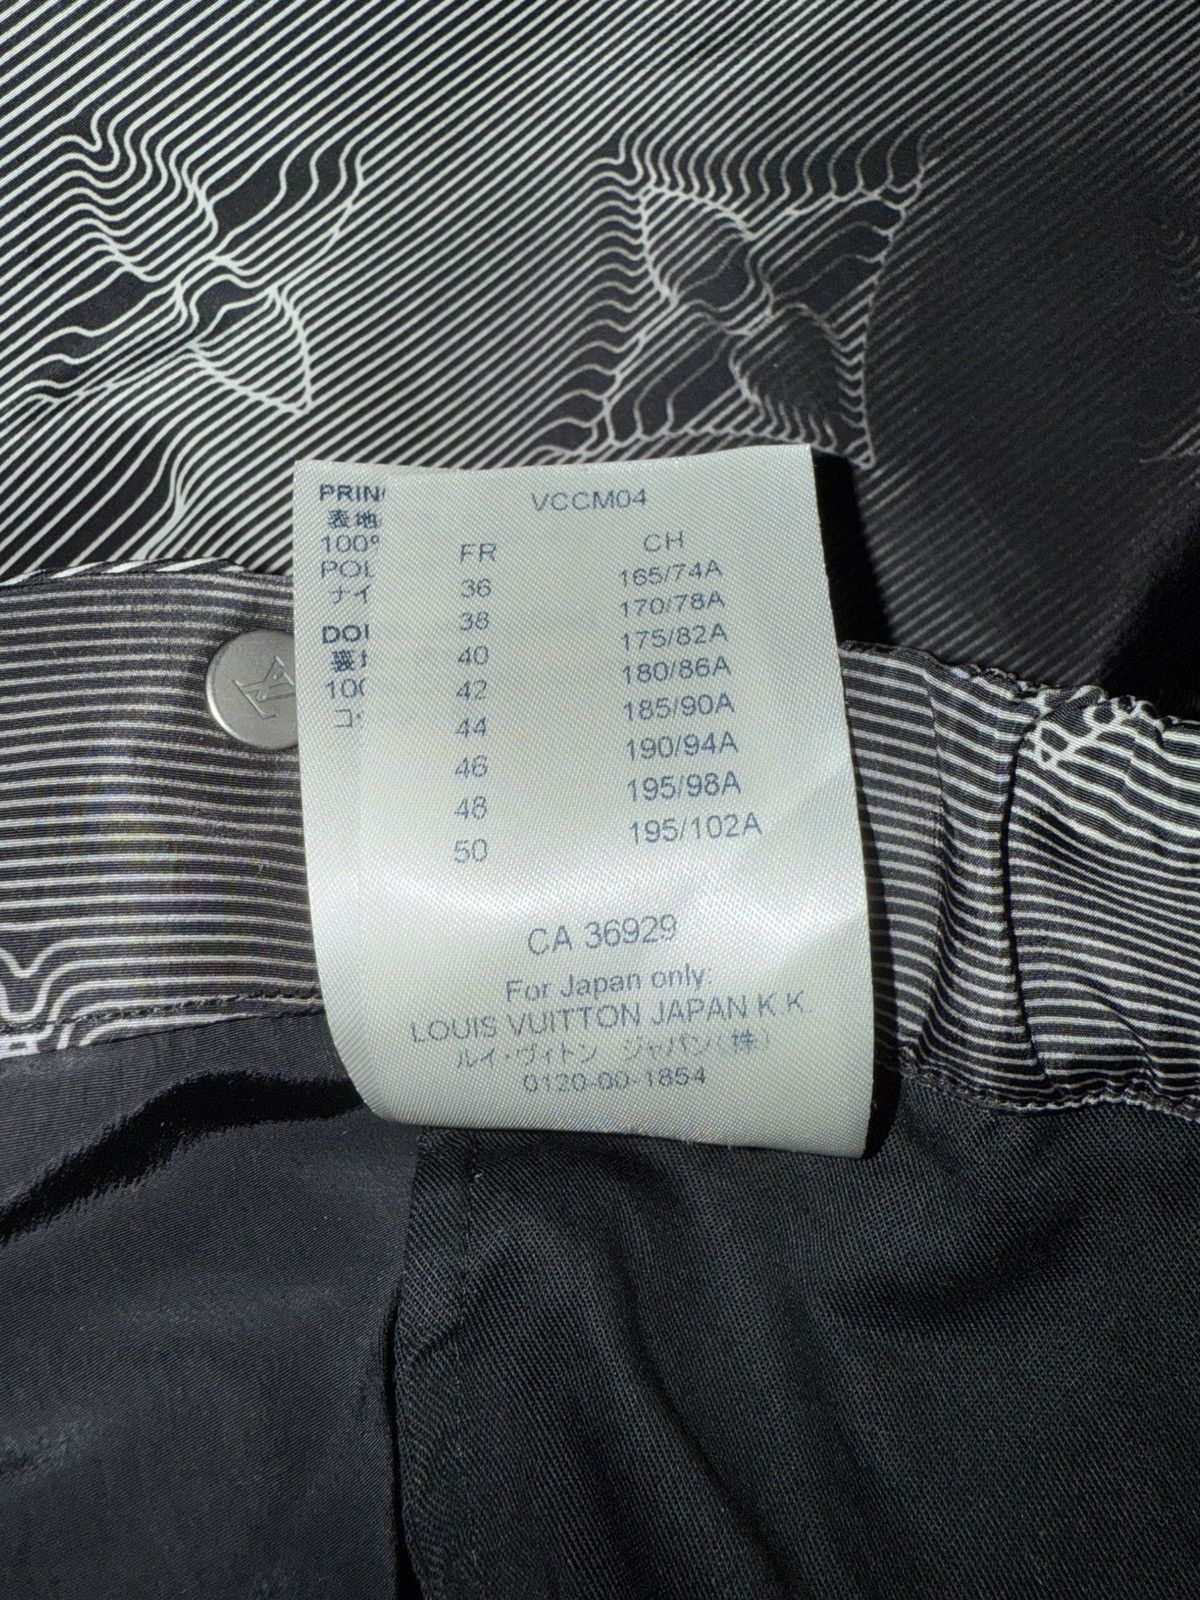 VCCM04
FR CH
36 165/74A
38 170/78A
40 175/82A
42 180/86A
44 185/90A
46 190/94A
48 195/98A
50 195/102A
CA 36929
For Japan only:
LOUIS VUITTON JAPAN K K
ルイ・ヴィトン ジャパン(株)
0120-00-1854
PRIN
表地
100%
POL
ナイ
DOU
裏地
100
コッ
LV